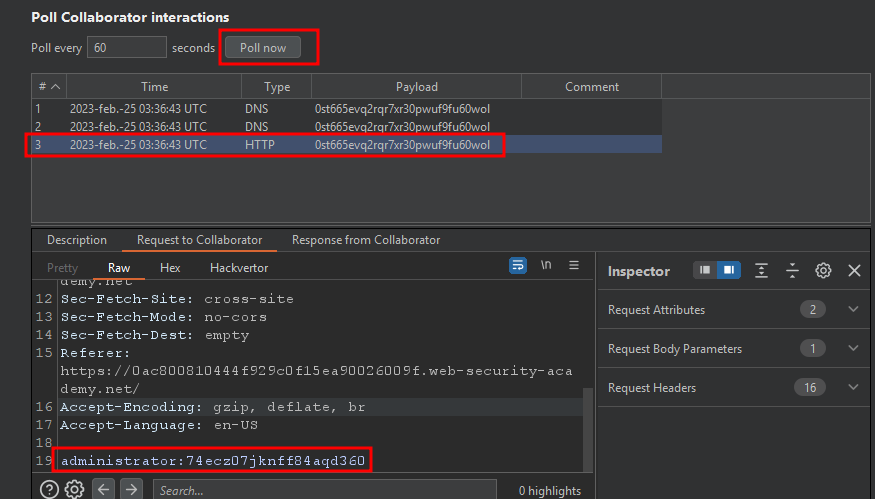 Poll Collaborator interactions
Poll every 60 seconds Poll now
# Time Type Payload Comment
1 2023-feb.-25 03:36:43 UTC DNS 0st665evq2rqr7xr30pwuf9fu60wol
2 2023-feb.-25 03:36:43 UTC DNS 0st665evq2rqr7xr30pwuf9fu60wol
3 2023-feb.-25 03:36:43 UTC HTTP 0st665evq2rqr7xr30pwuf9fu60wol
Description Request to Collaborator Response from Collaborator
Pretty Raw Hex Hackvertor \n
demy.net
12 Sec-Fetch-Site: cross-site
13 Sec-Fetch-Mode: no-cors
14 Sec-Fetch-Dest: empty
15 Referer:
https://0ac800810444f929c0f15ea90026009f.web-security-aca
demy.net/
16 Accept-Encoding: gzip, deflate, br
17 Accept-Language: en-US
18
19 administrator:74ecz07jknff84aqd360
Search... 0 highlights
Inspector
Request Attributes 2
Request Body Parameters 1
Request Headers 16